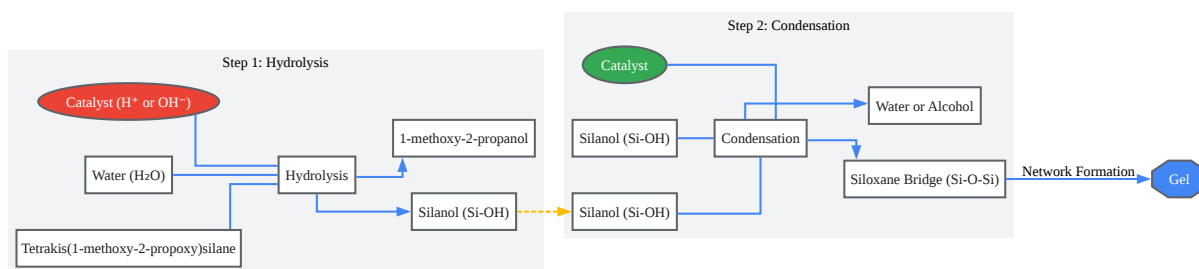 Step 1: Hydrolysis
Catalyst (H⁺ or OH⁻)
Water (H₂O)
Tetrakis(1-methoxy-2-propoxy)silane
Hydrolysis
1-methoxy-2-propanol
Silanol (Si-OH)
Step 2: Condensation
Catalyst
Silanol (Si-OH)
Silanol (Si-OH)
Condensation
Water or Alcohol
Siloxane Bridge (Si-O-Si)
Network Formation
Gel